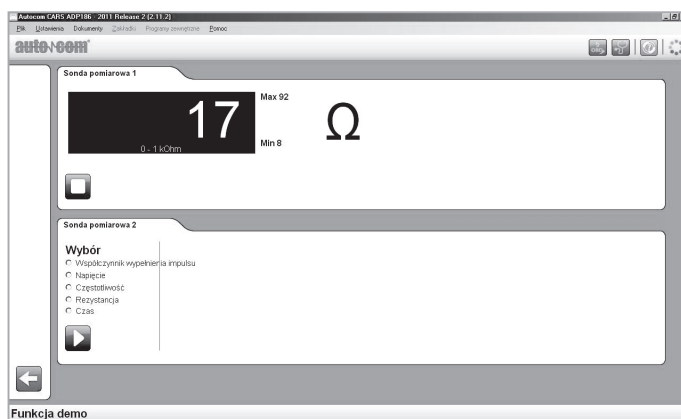 Autocom CARS ADP186 - 2011 Release 2 (2.11.2)
Plik Ustawienia Dokumenty Zakładki Programy zewnętrzne Pomoc
autocom
Sonda pomiarowa 1
17
Max 92
Ω
0 - 1 kOhm
Min 8
Sonda pomiarowa 2
Wybór
Współczynnik wypełnienia impulsu
Napięcie
Częstotliwość
Rezystancja
Czas
Funkcja demo